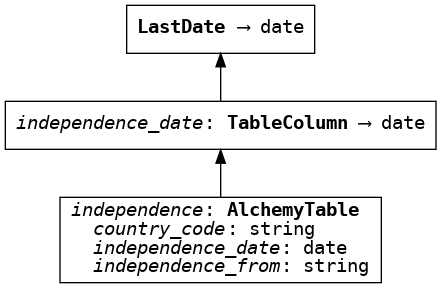 LastDate → date
independence_date: TableColumn → date
independence: AlchemyTable
country_code: string
independence_date: date
independence_from: string